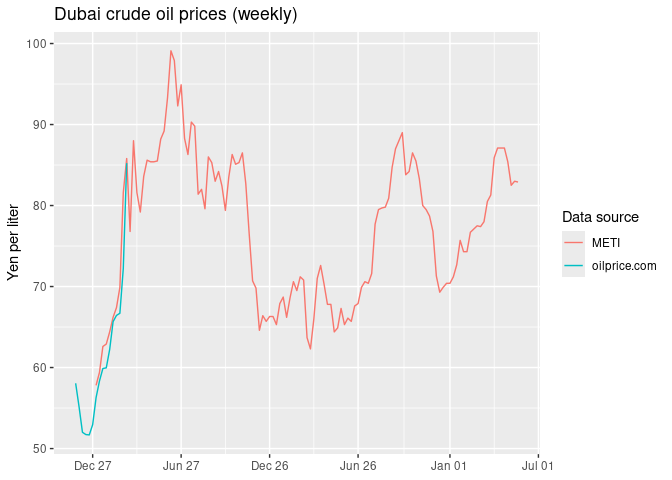 Dubai crude oil prices (weekly)
100
90
80
70
60
50
Yen per liter
Dec 27
Jun 27
Dec 26
Jun 26
Jan 01
Jul 01
Data source
METI
oilprice.com